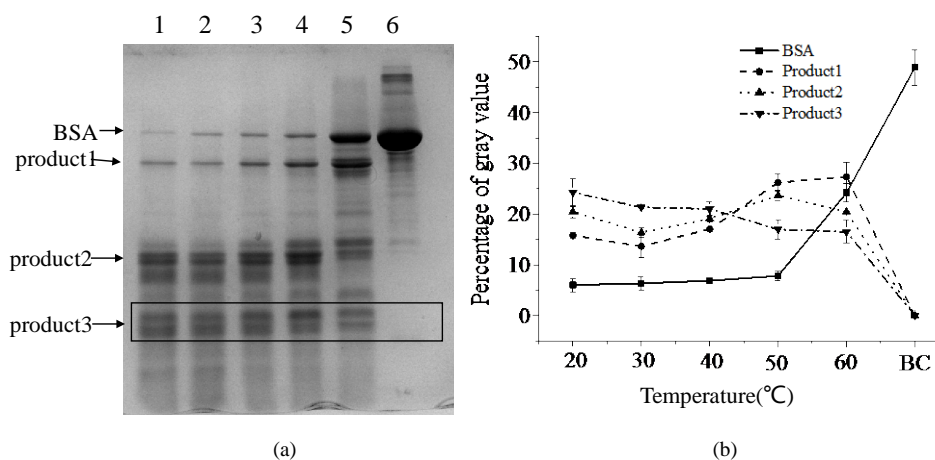 1 2 3 4 5 6
BSA
product1
product2
product3
(a)
BSA
Product1
Product2
Product3
Percentage of gray value
50
40
30
20
10
0
20 30 40 50 60 BC
Temperature(℃)
(b)